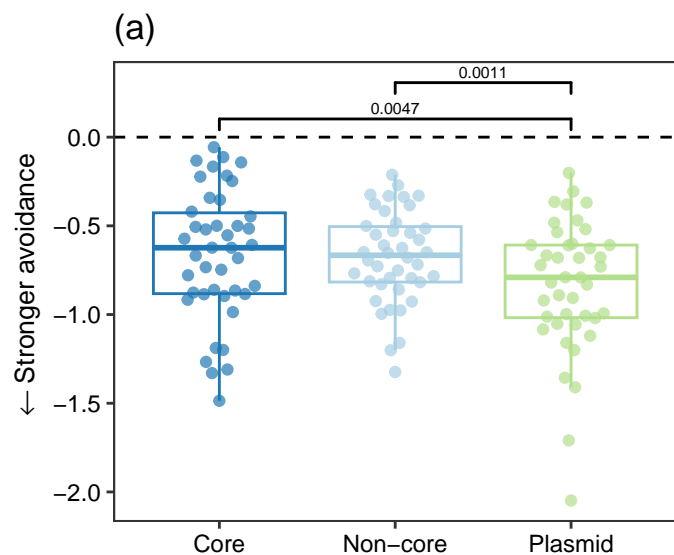 (a)
0.0011
0.0047
0.0
−0.5
−1.0
−1.5
−2.0
← Stronger avoidance
Core
Non−core
Plasmid